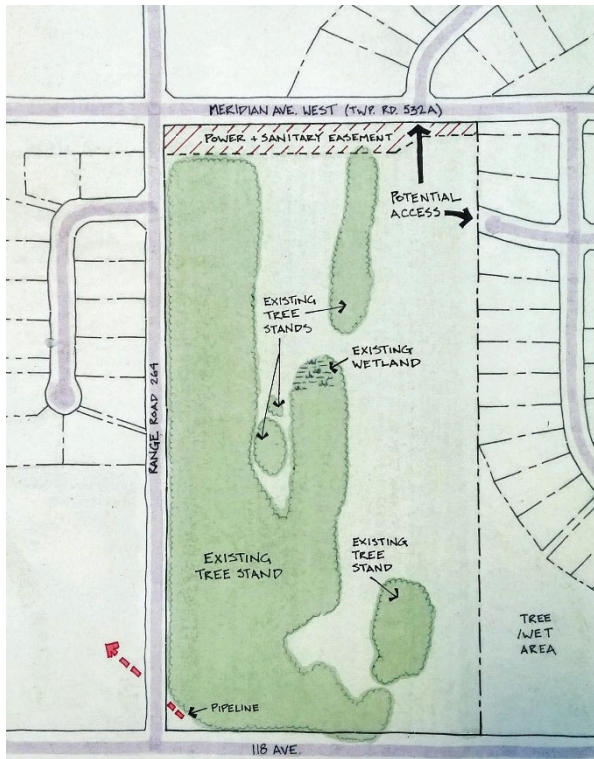 MERIDIAN AVE. WEST (TWP. RD. 532A)
POWER + SANITARY EASEMENT
POTENTIAL
ACCESS
EXISTING
TREE
STANDS
EXISTING
WETLAND
RANGE ROAD 264
EXISTING
TREE STAND
EXISTING
TREE
STAND
TREE
/WET
AREA
PIPELINE
118 AVE.